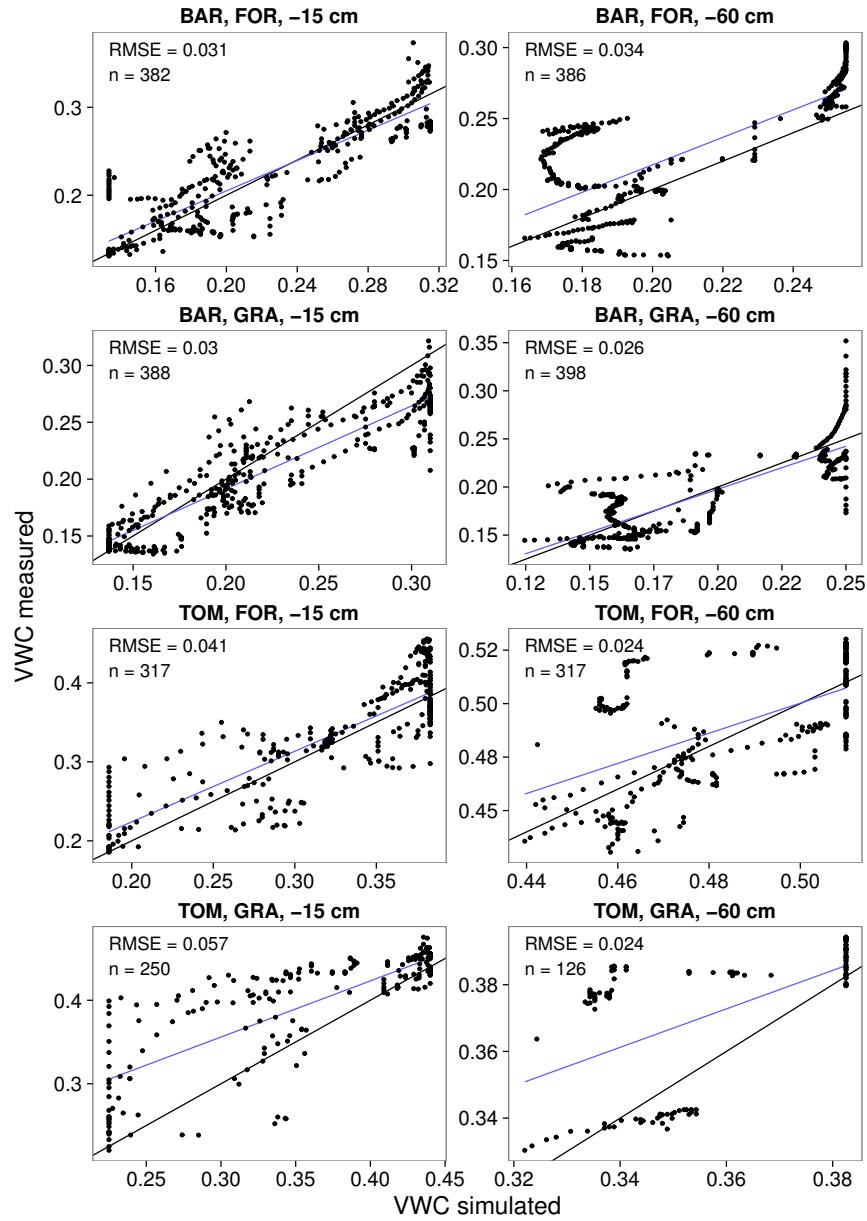 BAR, FOR, −15 cm
RMSE = 0.031
n = 382
0.3
0.2
0.16
0.20
0.24
0.28
0.32
BAR, FOR, −60 cm
RMSE = 0.034
n = 386
0.30
0.25
0.20
0.15
0.16
0.18
0.20
0.22
0.24
BAR, GRA, −15 cm
RMSE = 0.03
n = 388
0.30
0.25
0.20
0.15
0.15
0.20
0.25
0.30
BAR, GRA, −60 cm
RMSE = 0.026
n = 398
0.35
0.30
0.25
0.20
0.15
0.12
0.15
0.17
0.20
0.22
0.25
VWC measured
TOM, FOR, −15 cm
RMSE = 0.041
n = 317
0.4
0.3
0.2
0.20
0.25
0.30
0.35
TOM, FOR, −60 cm
RMSE = 0.024
n = 317
0.52
0.50
0.48
0.45
0.44
0.46
0.48
0.50
TOM, GRA, −15 cm
RMSE = 0.057
n = 250
0.4
0.3
0.25
0.30
0.35
0.40
0.45
TOM, GRA, −60 cm
RMSE = 0.024
n = 126
0.38
0.36
0.34
0.32
0.34
0.36
0.38
VWC simulated